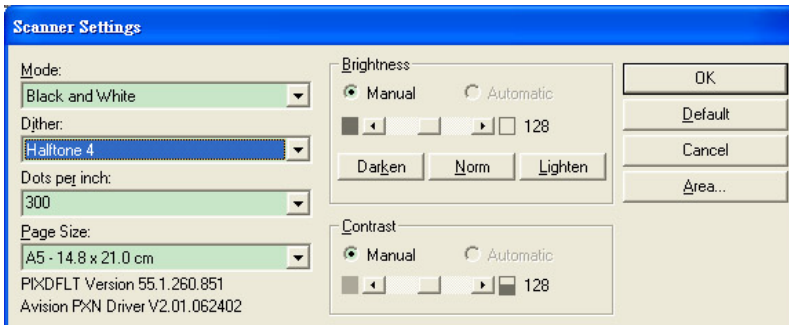 Scanner Settings
Mode:
Black and White
Dither:
Halftone 4
Dots per inch:
300
Page Size:
A5 - 14.8 x 21.0 cm
PIXDFLT Version 55.1.260.851
Avision PXN Driver V2.01.062402
Brightness
Manual
Automatic
128
Darken
Norm
Lighten
Contrast
Manual
Automatic
128
OK
Default
Cancel
Area...